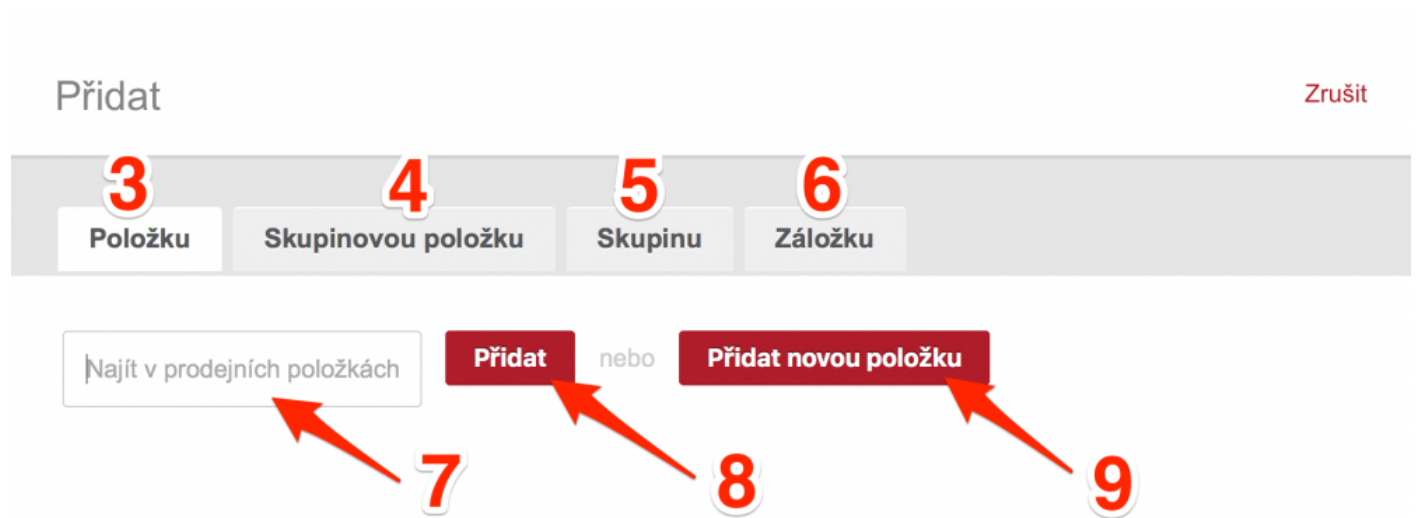 Přidat Zrušit
3 4 5 6
Položku Skupinovou položku Skupinu Záložku
Najít v prodejních položkách Přidat nebo Přidat novou položku
7 8 9